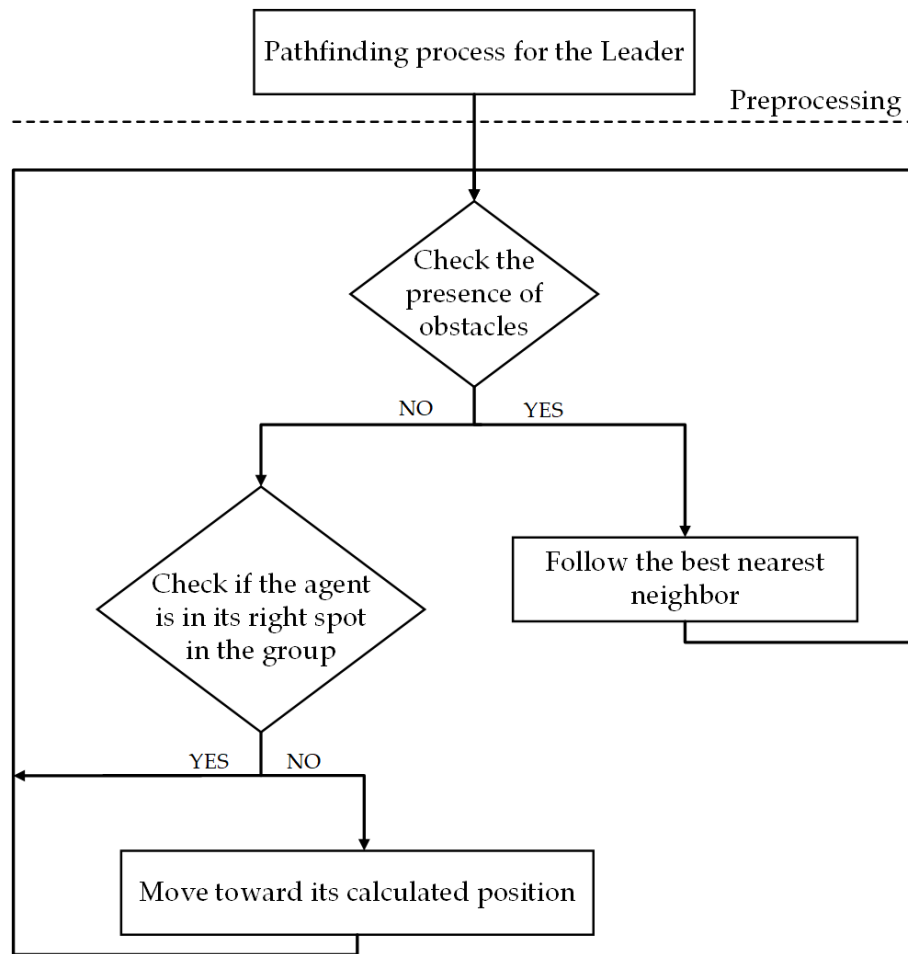 Pathfinding process for the Leader
Preprocessing
Check the
presence of
obstacles
NO
YES
Check if the agent
is in its right spot
in the group
Follow the best nearest
neighbor
YES
NO
Move toward its calculated position